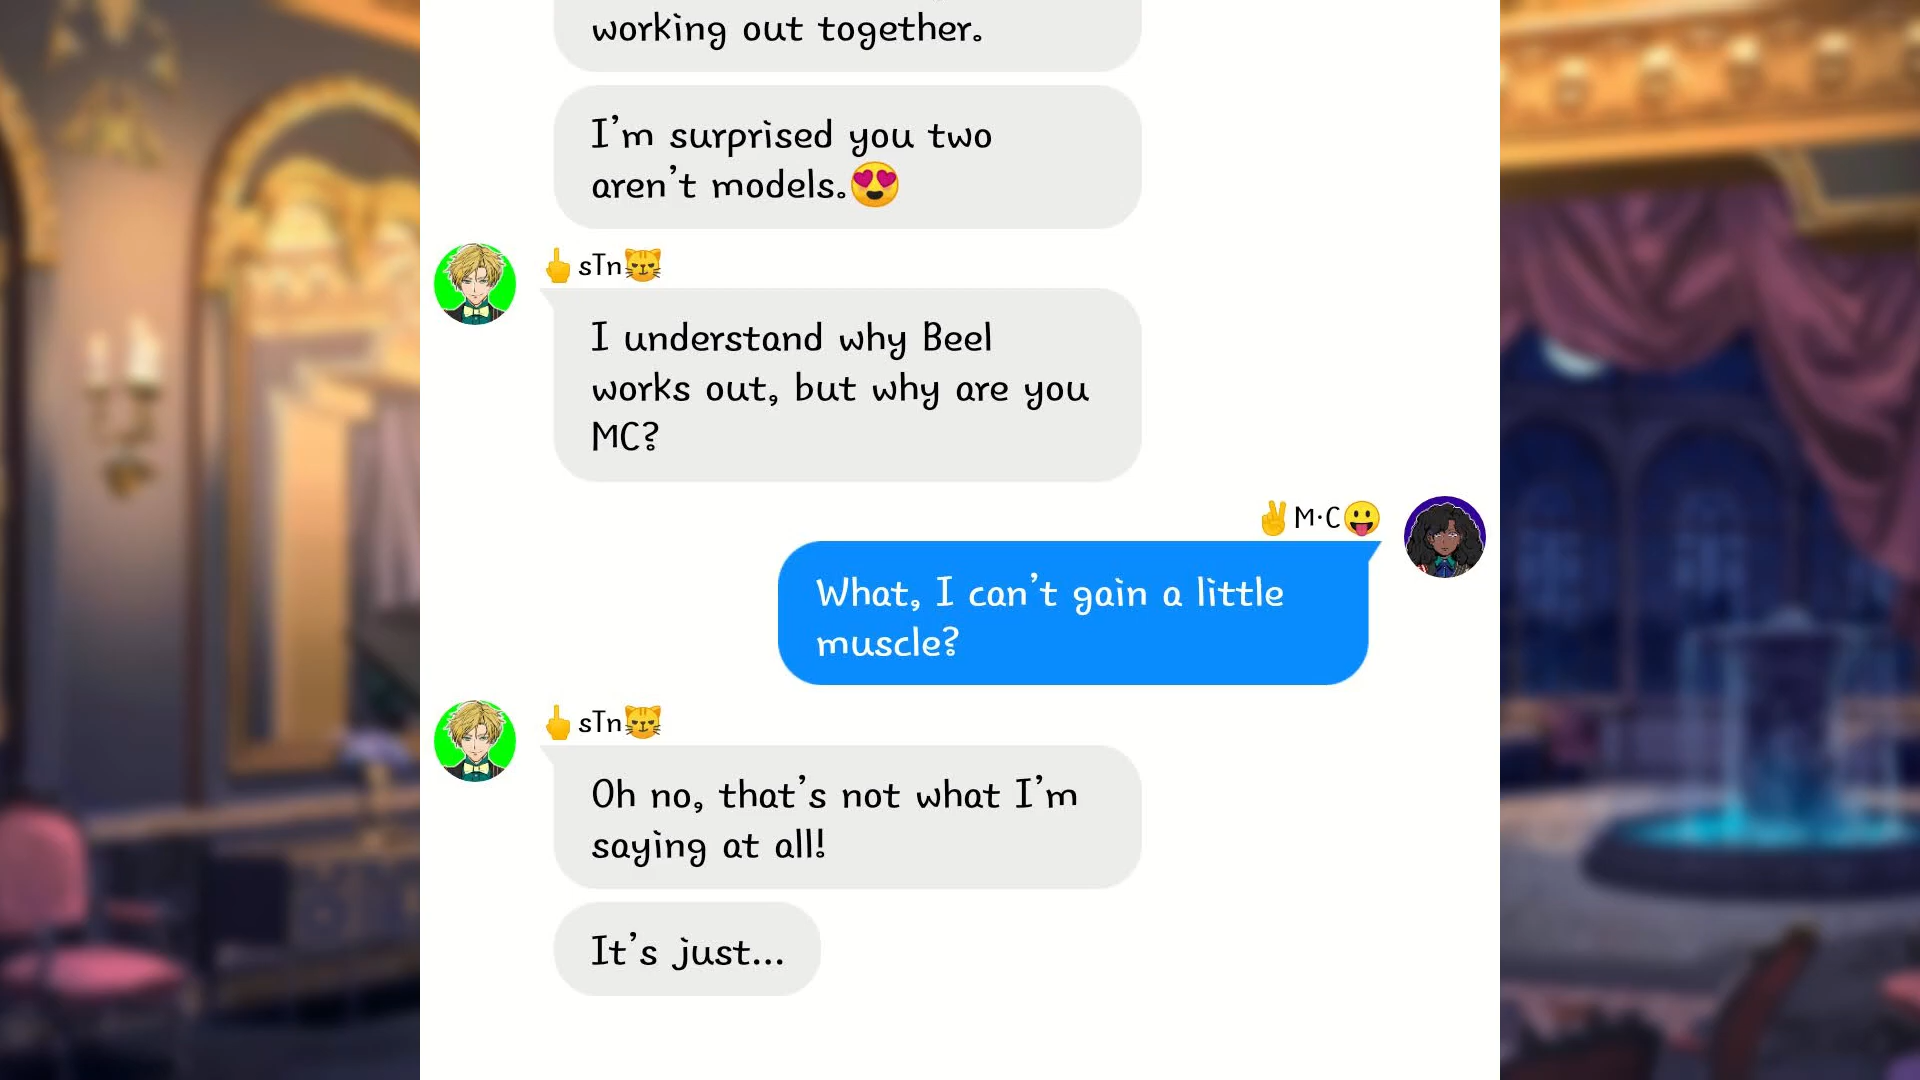 working out together.
I'm surprised you two
aren't models.😍
🖕sTn😼
I understand why Beel
works out, but why are you
MC?
✌M·C😛
What, I can't gain a little
muscle?
🖕sTn😼
Oh no, that's not what I'm
saying at all!
It's just...